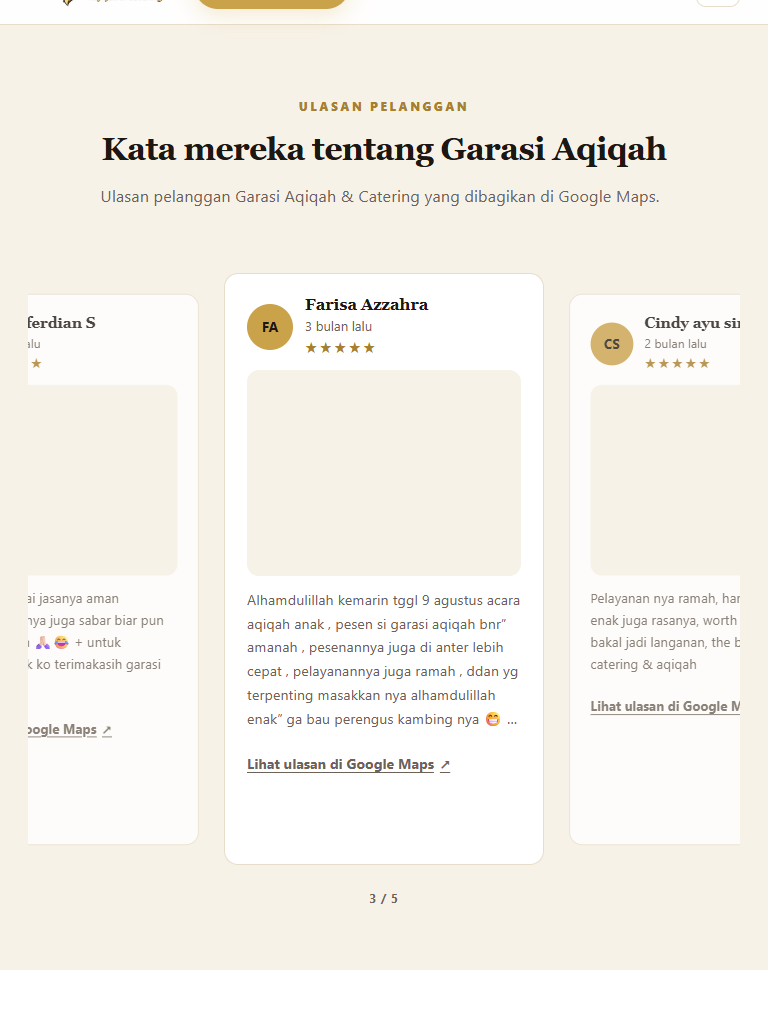 ULASAN PELANGGAN
Kata mereka tentang Garasi Aqiqah
Ulasan pelanggan Garasi Aqiqah & Catering yang dibagikan di Google Maps.
ferdian S
alu
★
ai jasanya aman
nya juga sabar biar pun
🙏🏻 😂 + untuk
k ko terimakasih garasi
oogle Maps ↗
FA
Farisa Azzahra
3 bulan lalu
★★★★★
Alhamdulillah kemarin tggl 9 agustus acara
aqiqah anak , pesen si garasi aqiqah bnr”
amanah , pesenannya juga di anter lebih
cepat , pelayanannya juga ramah , ddan yg
terpenting masakkan nya alhamdulillah
enak” ga bau perengus kambing nya 😁 ...
Lihat ulasan di Google Maps ↗
CS
Cindy ayu sin
2 bulan lalu
★★★★★
Pelayanan nya ramah, har
enak juga rasanya, worth
bakal jadi langanan, the b
catering & aqiqah
Lihat ulasan di Google M
3 / 5